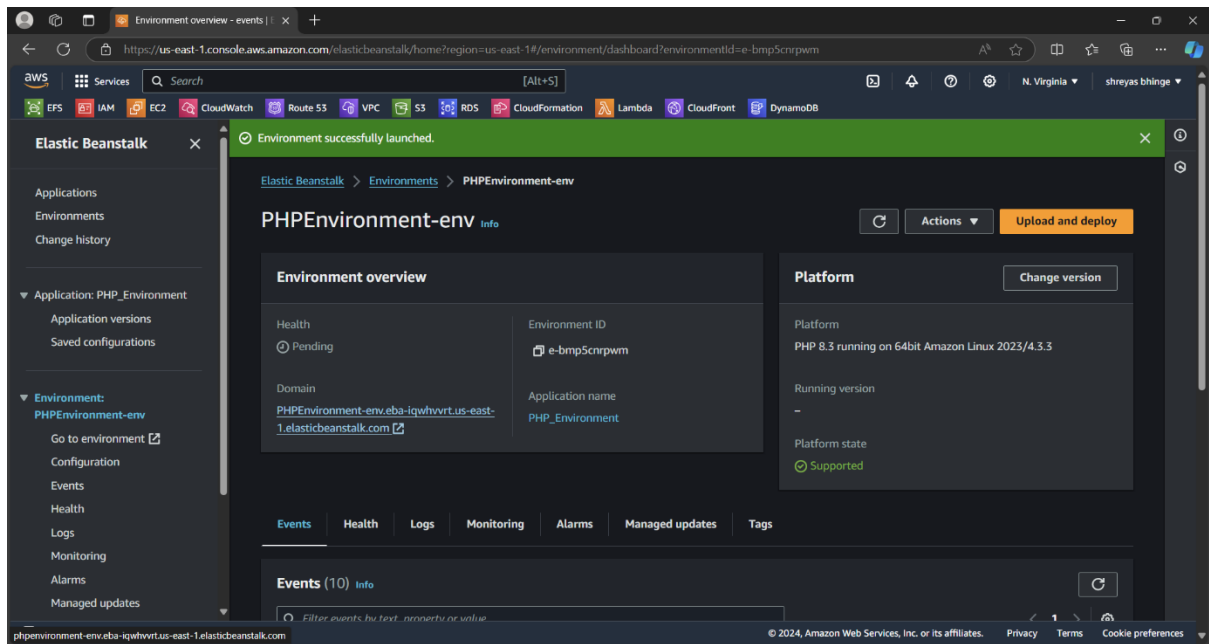 Environment overview - events | E
https://us-east-1.console.aws.amazon.com/elasticbeanstalk/home?region=us-east-1#/environment/dashboard?environmentId=e-bmp5cnrpwm
aws Services Search [Alt+S] N. Virginia ▼ shreyas bhinge ▼
EFS IAM EC2 CloudWatch Route 53 VPC S3 RDS CloudFormation Lambda CloudFront DynamoDB
Elastic Beanstalk
Applications
Environments
Change history
Application: PHP_Environment
Application versions
Saved configurations
Environment:
PHPEnvironment-env
Go to environment
Configuration
Events
Health
Logs
Monitoring
Alarms
Managed updates
Environment successfully launched.
Elastic Beanstalk > Environments > PHPEnvironment-env
PHPEnvironment-env Info
Actions ▼ Upload and deploy
Environment overview
Health
Pending
Domain
PHPEnvironment-env.eba-iqwhvvrt.us-east-
1.elasticbeanstalk.com
Environment ID
e-bmp5cnrpwm
Application name
PHP_Environment
Platform Change version
Platform
PHP 8.3 running on 64bit Amazon Linux 2023/4.3.3
Running version
–
Platform state
Supported
Events Health Logs Monitoring Alarms Managed updates Tags
Events (10) Info
Filter events by text, property or value
1
phpenvironment-env.eba-iqwhvvrt.us-east-1.elasticbeanstalk.com
© 2024, Amazon Web Services, Inc. or its affiliates. Privacy Terms Cookie preferences